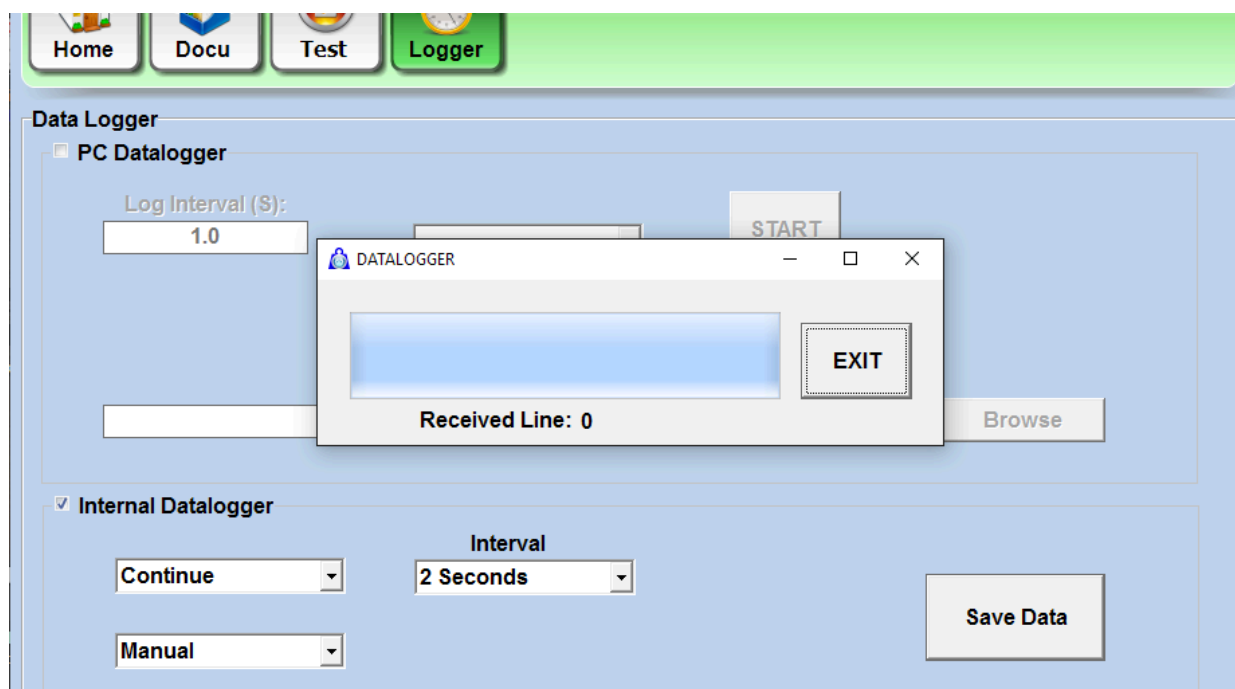 Home Docu Test Logger
Data Logger
PC Datalogger
Log Interval (S):
1.0
START
DATALOGGER
EXIT
Received Line: 0
Browse
Internal Datalogger
Interval
Continue
2 Seconds
Save Data
Manual